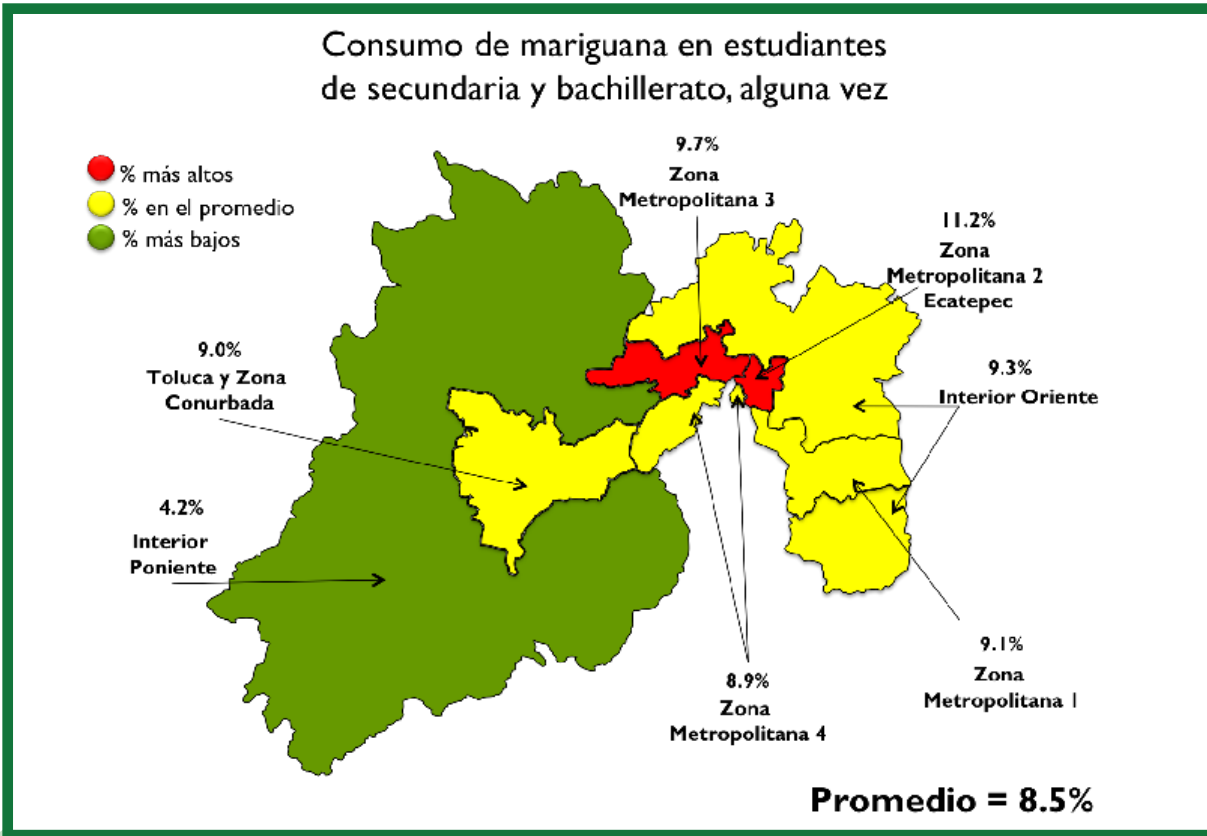 Consumo de mariguana en estudiantes
de secundaria y bachillerato, alguna vez
% más altos
% en el promedio
% más bajos
9.7%
Zona
Metropolitana 3
11.2%
Zona
Metropolitana 2
Ecatepec
9.0%
Toluca y Zona
Conurbada
9.3%
Interior Oriente
4.2%
Interior
Poniente
9.1%
Zona
Metropolitana 1
8.9%
Zona
Metropolitana 4
Promedio = 8.5%